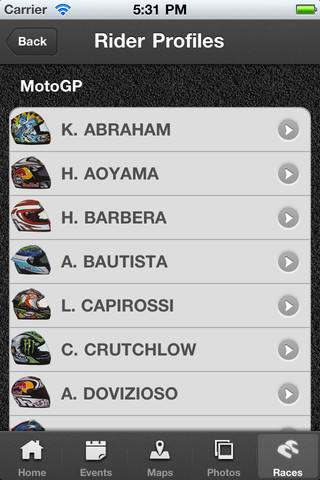 Carrier 5:31 PM
Back Rider Profiles
MotoGP
K. ABRAHAM
H. AOYAMA
H. BARBERA
A. BAUTISTA
L. CAPIROSSI
C. CRUTCHLOW
A. DOVIZIOSO
Home Events Maps Photos Races